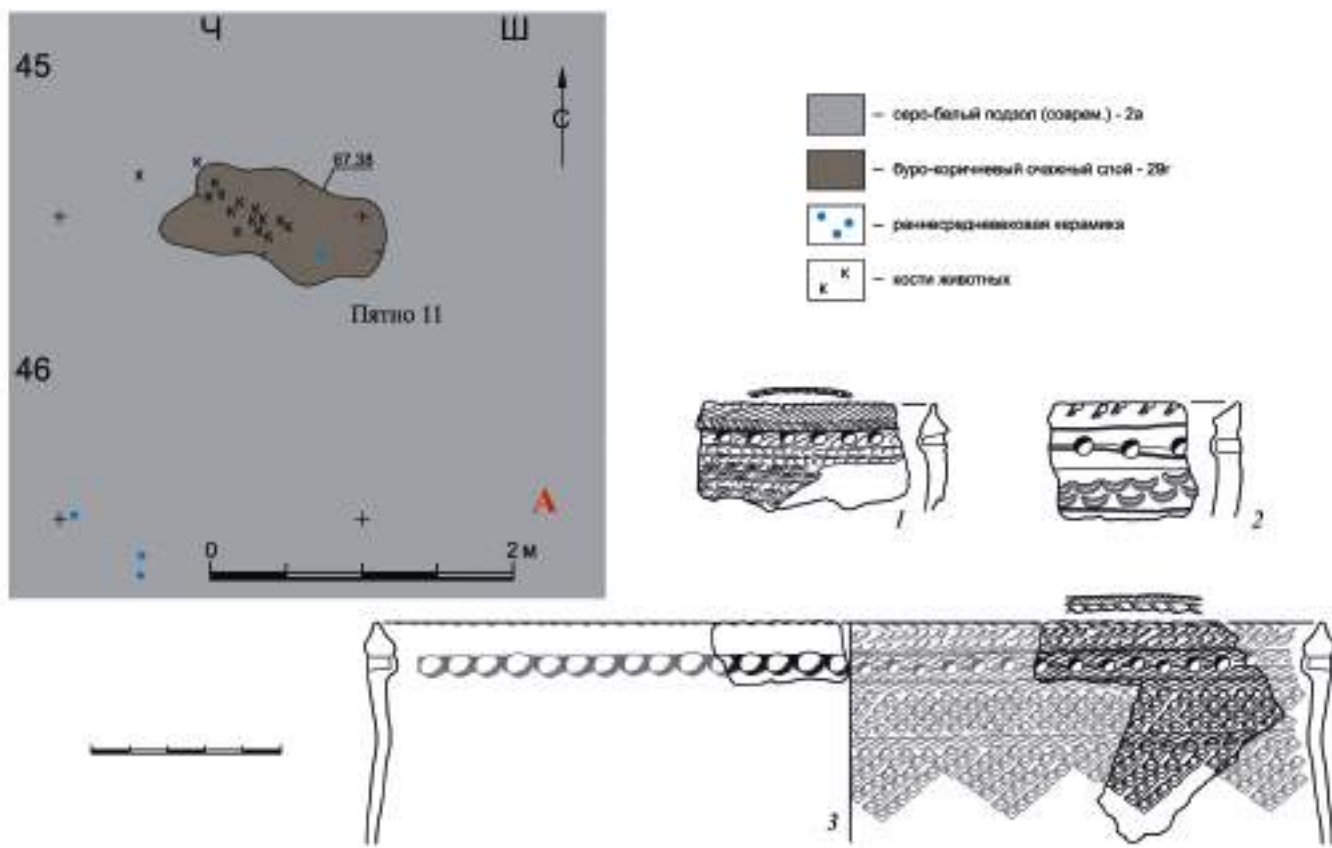 Ч Ш
45
С
67.38
Пятно 11
46
А
0 2 м
– серо-белый подзол (соврем.) - 2а
– буро-коричневый очажный слой - 29г
– раннесредневековая керамика
к к – кости животных
1
2
3